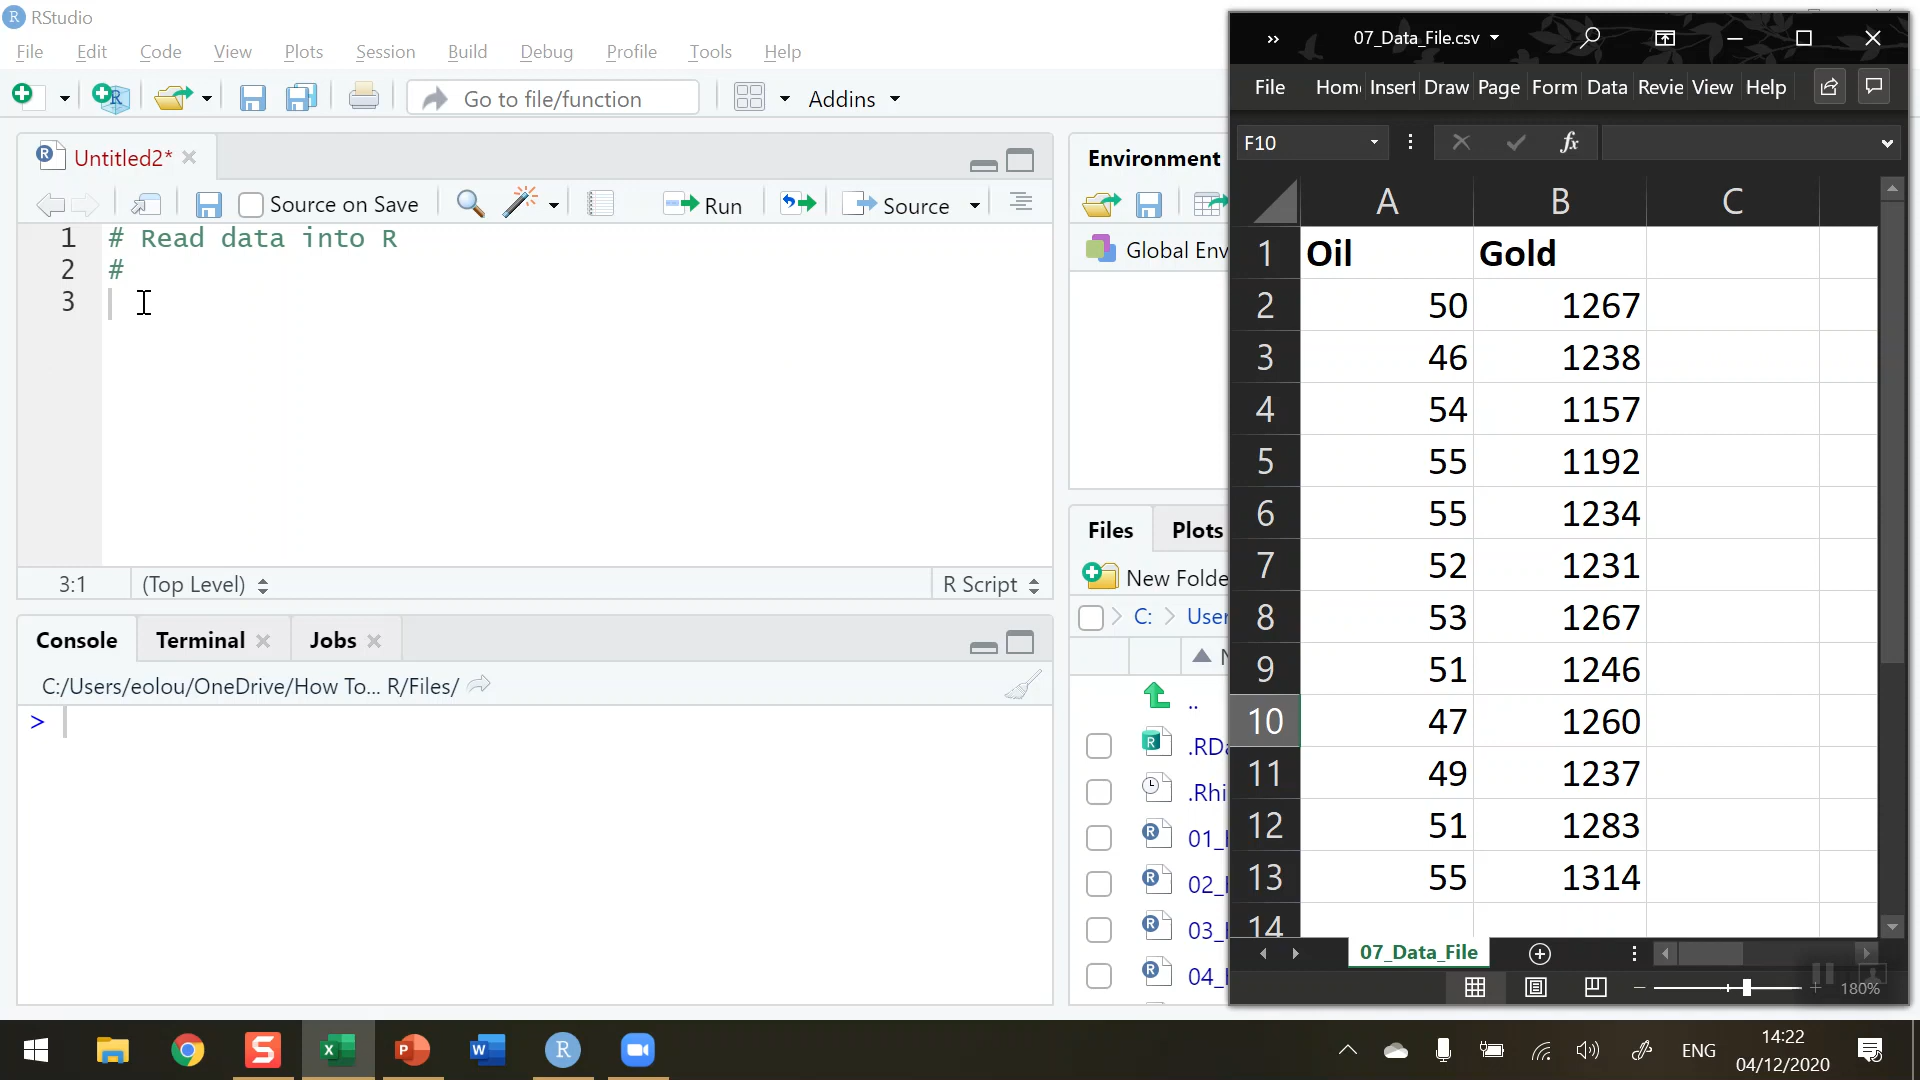 RStudio
File Edit Code View Plots Session Build Debug Profile Tools Help
Go to file/function Addins
Untitled2*
Source on Save Run Source
1 # Read data into R
2 #
3
3:1 (Top Level) R Script
Console Terminal Jobs
C:/Users/eolou/OneDrive/How To... R/Files/
>
Environment
Global Env
Files Plots
New Folde
C: User
..
.RDa
.Rhi
01_
02_
03_
04_
07_Data_File.csv
File Hom Insert Draw Page Form Data Revie View Help
F10 fx
A B C
1 Oil Gold
2 50 1267
3 46 1238
4 54 1157
5 55 1192
6 55 1234
7 52 1231
8 53 1267
9 51 1246
10 47 1260
11 49 1237
12 51 1283
13 55 1314
14
07_Data_File
180%
ENG
14:22
04/12/2020